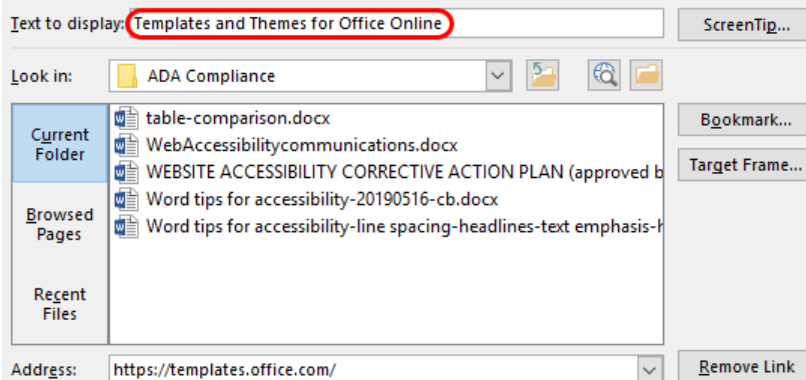 Text to display: Templates and Themes for Office Online ScreenTip...
Look in: ADA Compliance
Current Folder
Browsed Pages
Recent Files
table-comparison.docx
WebAccessibilitycommunications.docx
WEBSITE ACCESSIBILITY CORRECTIVE ACTION PLAN (approved b
Word tips for accessibility-20190516-cb.docx
Word tips for accessibility-line spacing-headlines-text emphasis-h
Bookmark...
Target Frame...
Address: https://templates.office.com/ Remove Link